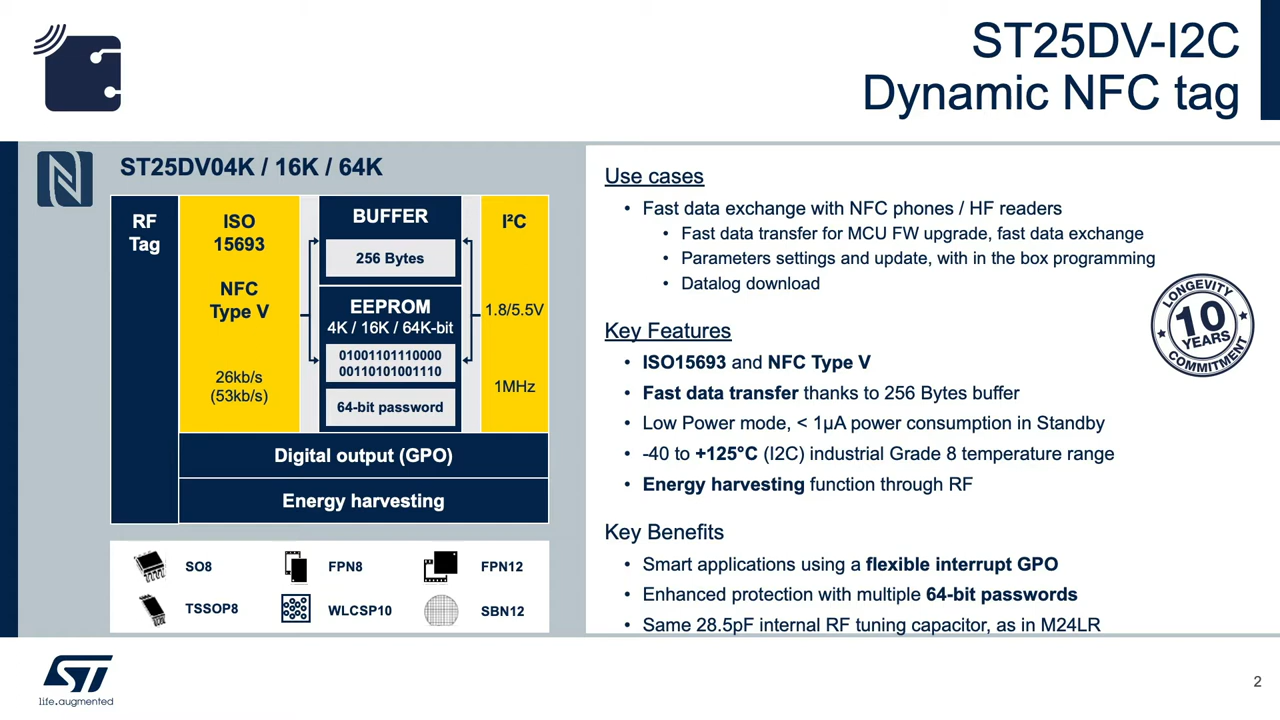 ST25DV-I2C
Dynamic NFC tag
ST25DV04K / 16K / 64K
RF
Tag
ISO
15693
NFC
Type V
26kb/s
(53kb/s)
BUFFER
256 Bytes
EEPROM
4K / 16K / 64K-bit
01001101110000
00110101001110
64-bit password
I²C
1.8/5.5V
1MHz
Digital output (GPO)
Energy harvesting
SO8
FPN8
FPN12
TSSOP8
WLCSP10
SBN12
Use cases
• Fast data exchange with NFC phones / HF readers
• Fast data transfer for MCU FW upgrade, fast data exchange
• Parameters settings and update, with in the box programming
• Datalog download
Key Features
• ISO15693 and NFC Type V
• Fast data transfer thanks to 256 Bytes buffer
• Low Power mode, < 1µA power consumption in Standby
• -40 to +125°C (I2C) industrial Grade 8 temperature range
• Energy harvesting function through RF
Key Benefits
• Smart applications using a flexible interrupt GPO
• Enhanced protection with multiple 64-bit passwords
• Same 28.5pF internal RF tuning capacitor, as in M24LR
LONGEVITY
10
YEARS
COMMITMENT
ST
life.augmented
2